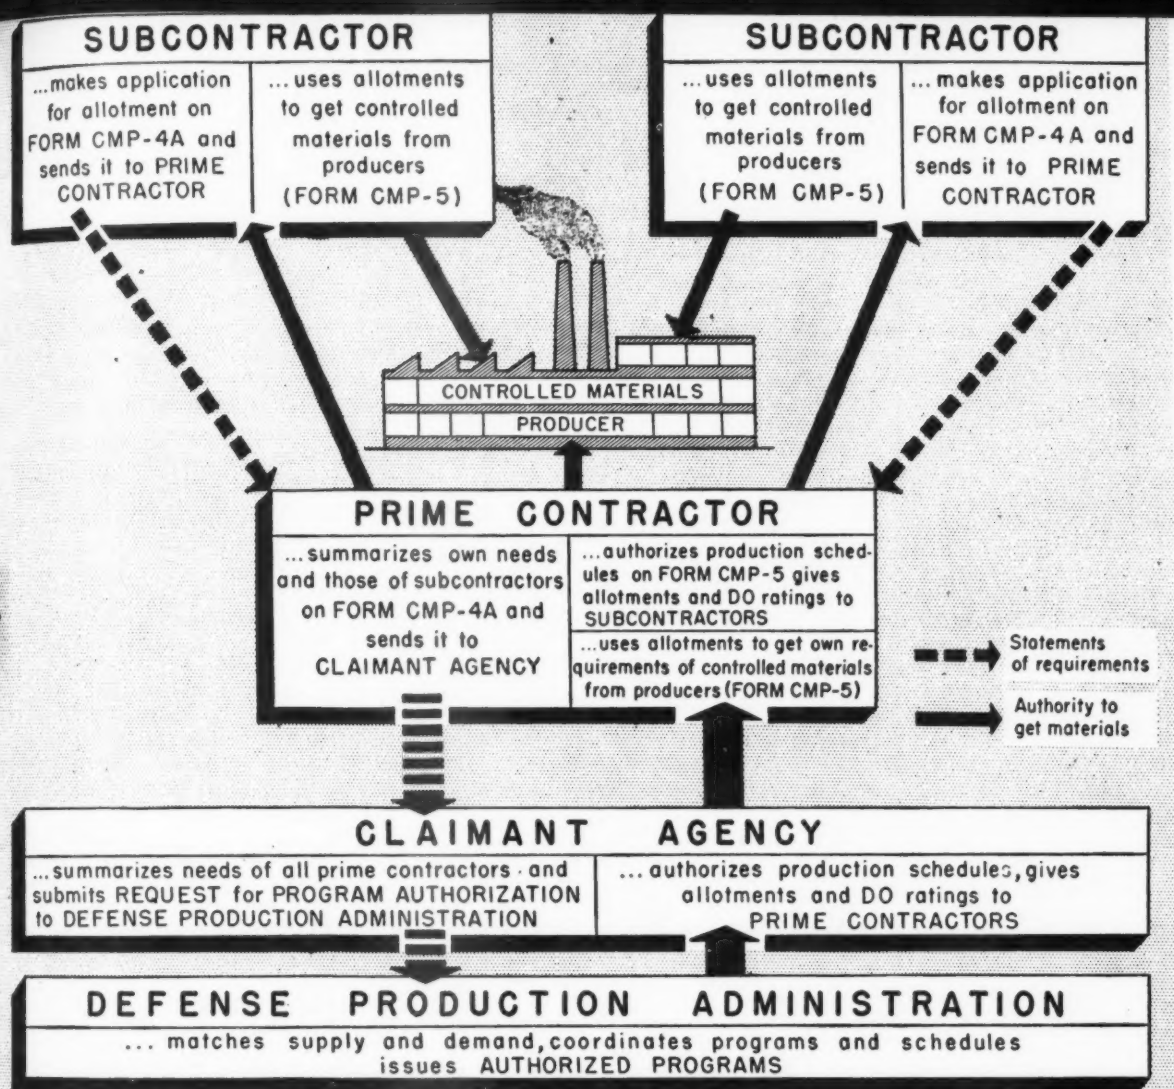 SUBCONTRACTOR
...makes application
for allotment on
FORM CMP-4A and
sends it to PRIME
CONTRACTOR
...uses allotments
to get controlled
materials from
producers
(FORM CMP-5)
SUBCONTRACTOR
...uses allotments
to get controlled
materials from
producers
(FORM CMP-5)
...makes application
for allotment on
FORM CMP-4A and
sends it to PRIME
CONTRACTOR
CONTROLLED MATERIALS
PRODUCER
PRIME CONTRACTOR
...summarizes own needs
and those of subcontractors
on FORM CMP-4A and
sends it to
CLAIMANT AGENCY
...authorizes production sched-
ules on FORM CMP-5 gives
allotments and DO ratings to
SUBCONTRACTORS
...uses allotments to get own re-
quirements of controlled materials
from producers (FORM CMP-5)
Statements
of requirements
Authority to
get materials
CLAIMANT AGENCY
...summarizes needs of all prime contractors and
submits REQUEST for PROGRAM AUTHORIZATION
to DEFENSE PRODUCTION ADMINISTRATION
... authorizes production schedules, gives
allotments and DO ratings to
PRIME CONTRACTORS
DEFENSE PRODUCTION ADMINISTRATION
... matches supply and demand, coordinates programs and schedules
issues AUTHORIZED PROGRAMS